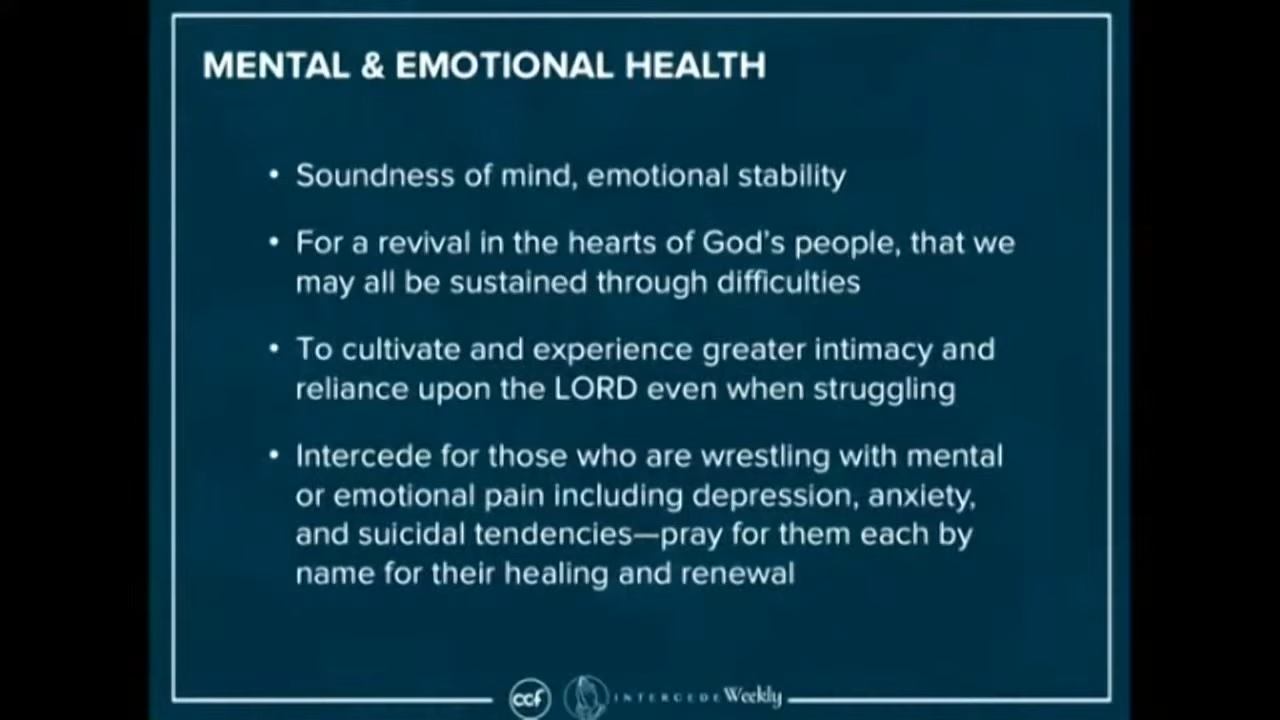 MENTAL & EMOTIONAL HEALTH
• Soundness of mind, emotional stability
• For a revival in the hearts of God's people, that we
may all be sustained through difficulties
• To cultivate and experience greater intimacy and
reliance upon the LORD even when struggling
• Intercede for those who are wrestling with mental
or emotional pain including depression, anxiety,
and suicidal tendencies—pray for them each by
name for their healing and renewal
ccf INTERCEDE Weekly